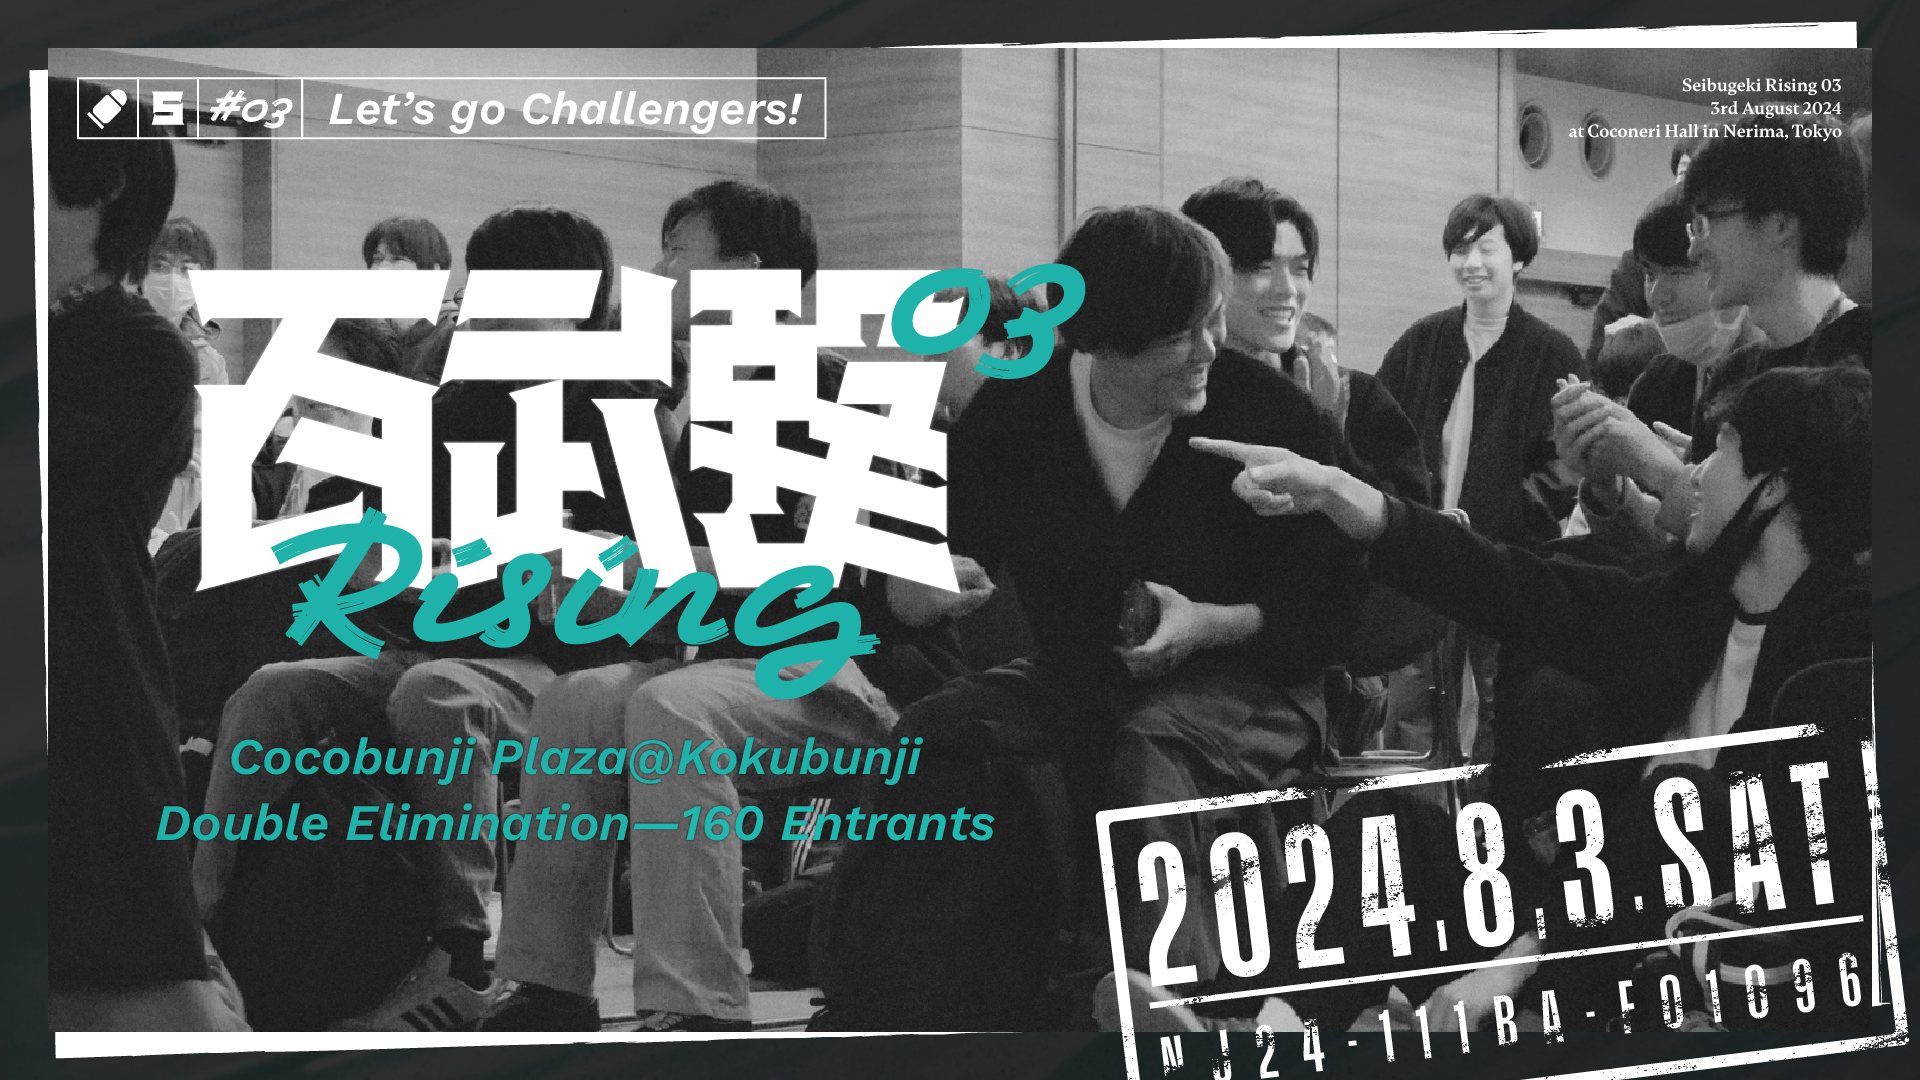 S #03 Let's go Challengers!
Seibugeki Rising 03
3rd August 2024
at Coconeri Hall in Nerima, Tokyo
西武撃 03
Rising
Cocobunji Plaza@Kokubunji
Double Elimination—160 Entrants
2024.8.3.SAT
NJ24-111BA-F01096